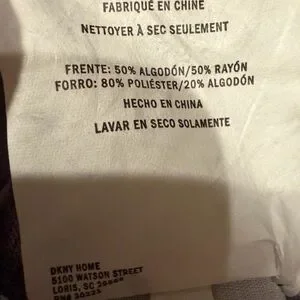 FABRIQUÉ EN CHINE
NETTOYER À SEC SEULEMENT
FRENTE: 50% ALGODÓN/50% RAYÓN
FORRO: 80% POLIÉSTER/20% ALGODÓN
HECHO EN CHINA
LAVAR EN SECO SOLAMENTE
DKNY HOME
5100 WATSON STREET
LORIS, SC